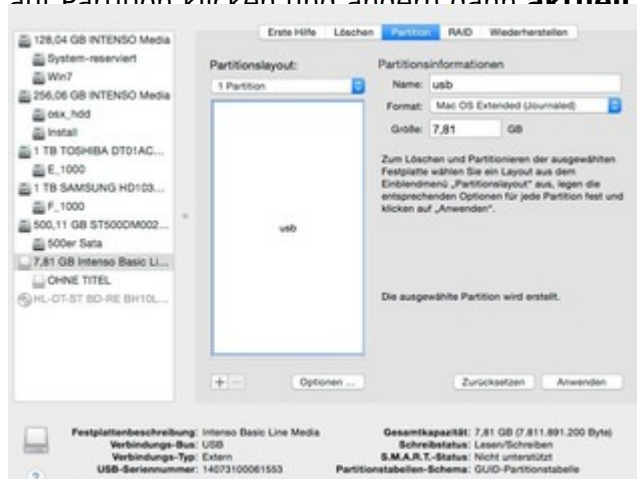 auf Partition klicken und ändern dann aktuell
Erste Hilfe Löschen Partition RAID Wiederherstellen
128,04 GB INTENSO Media
System-reserviert
Win7
256,06 GB INTENSO Media
osx_hdd
Install
1 TB TOSHIBA DT01AC...
E_1000
1 TB SAMSUNG HD103...
F_1000
500,11 GB ST500DM002...
500er Sata
7,81 GB Intenso Basic Li...
OHNE TITEL
HL-DT-ST BD-RE BH10L...
Partitionslayout:
1 Partition
usb
+ -
Optionen ...
Partitionsinformationen
Name: usb
Format: Mac OS Extended (Journaled)
Größe: 7,81 GB
Zum Löschen und Partitionieren der ausgewählten
Festplatte wählen Sie ein Layout aus dem
Einblendmenü „Partitionslayout“ aus, legen die
entsprechenden Optionen für jede Partition fest und
klicken auf „Anwenden“.
Die ausgewählte Partition wird erstellt.
Zurücksetzen Anwenden
Festplattenbeschreibung: Intenso Basic Line Media
Verbindungs-Bus: USB
Verbindungs-Typ: Extern
USB-Seriennummer: 14073100061553
Gesamtkapazität: 7,81 GB (7.811.891.200 Byte)
Schreibstatus: Lesen/Schreiben
S.M.A.R.T.-Status: Nicht unterstützt
Partitionstabellen-Schema: GUID-Partitionstabelle
?